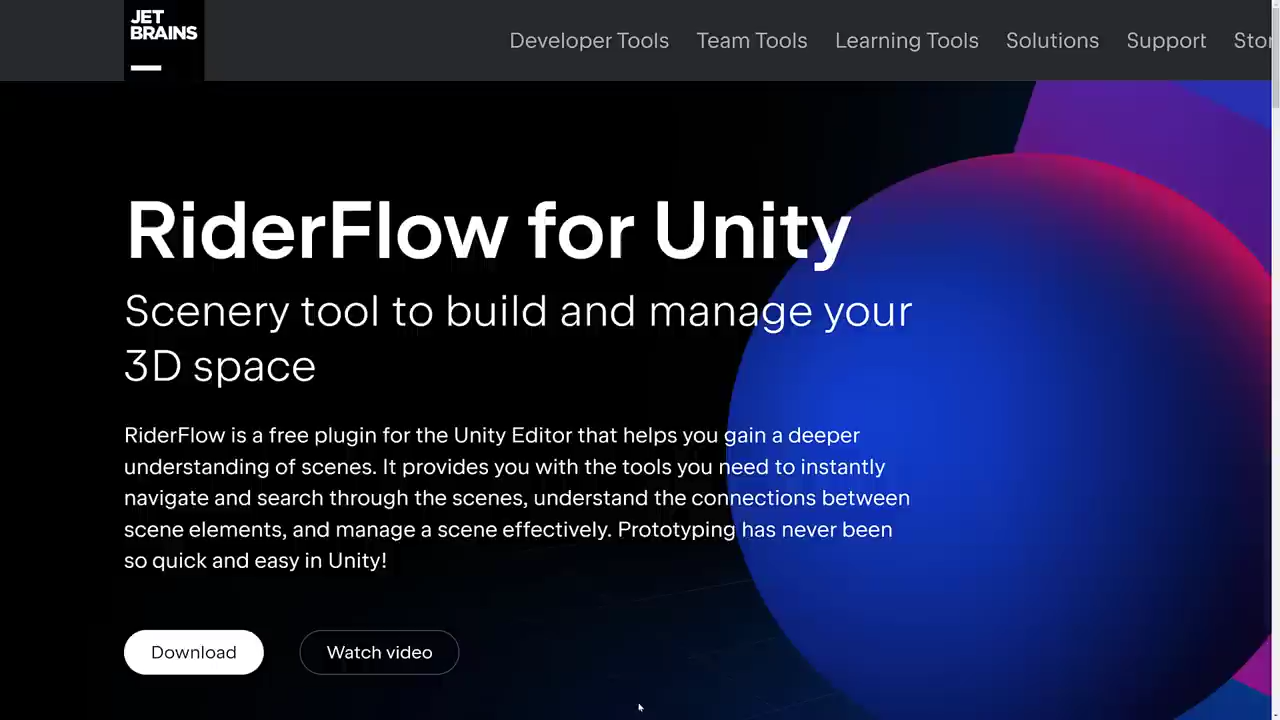 JET
BRAINS
Developer Tools Team Tools Learning Tools Solutions Support
RiderFlow for Unity
Scenery tool to build and manage your
3D space
RiderFlow is a free plugin for the Unity Editor that helps you gain a deeper
understanding of scenes. It provides you with the tools you need to instantly
navigate and search through the scenes, understand the connections between
scene elements, and manage a scene effectively. Prototyping has never been
so quick and easy in Unity!
Download Watch video